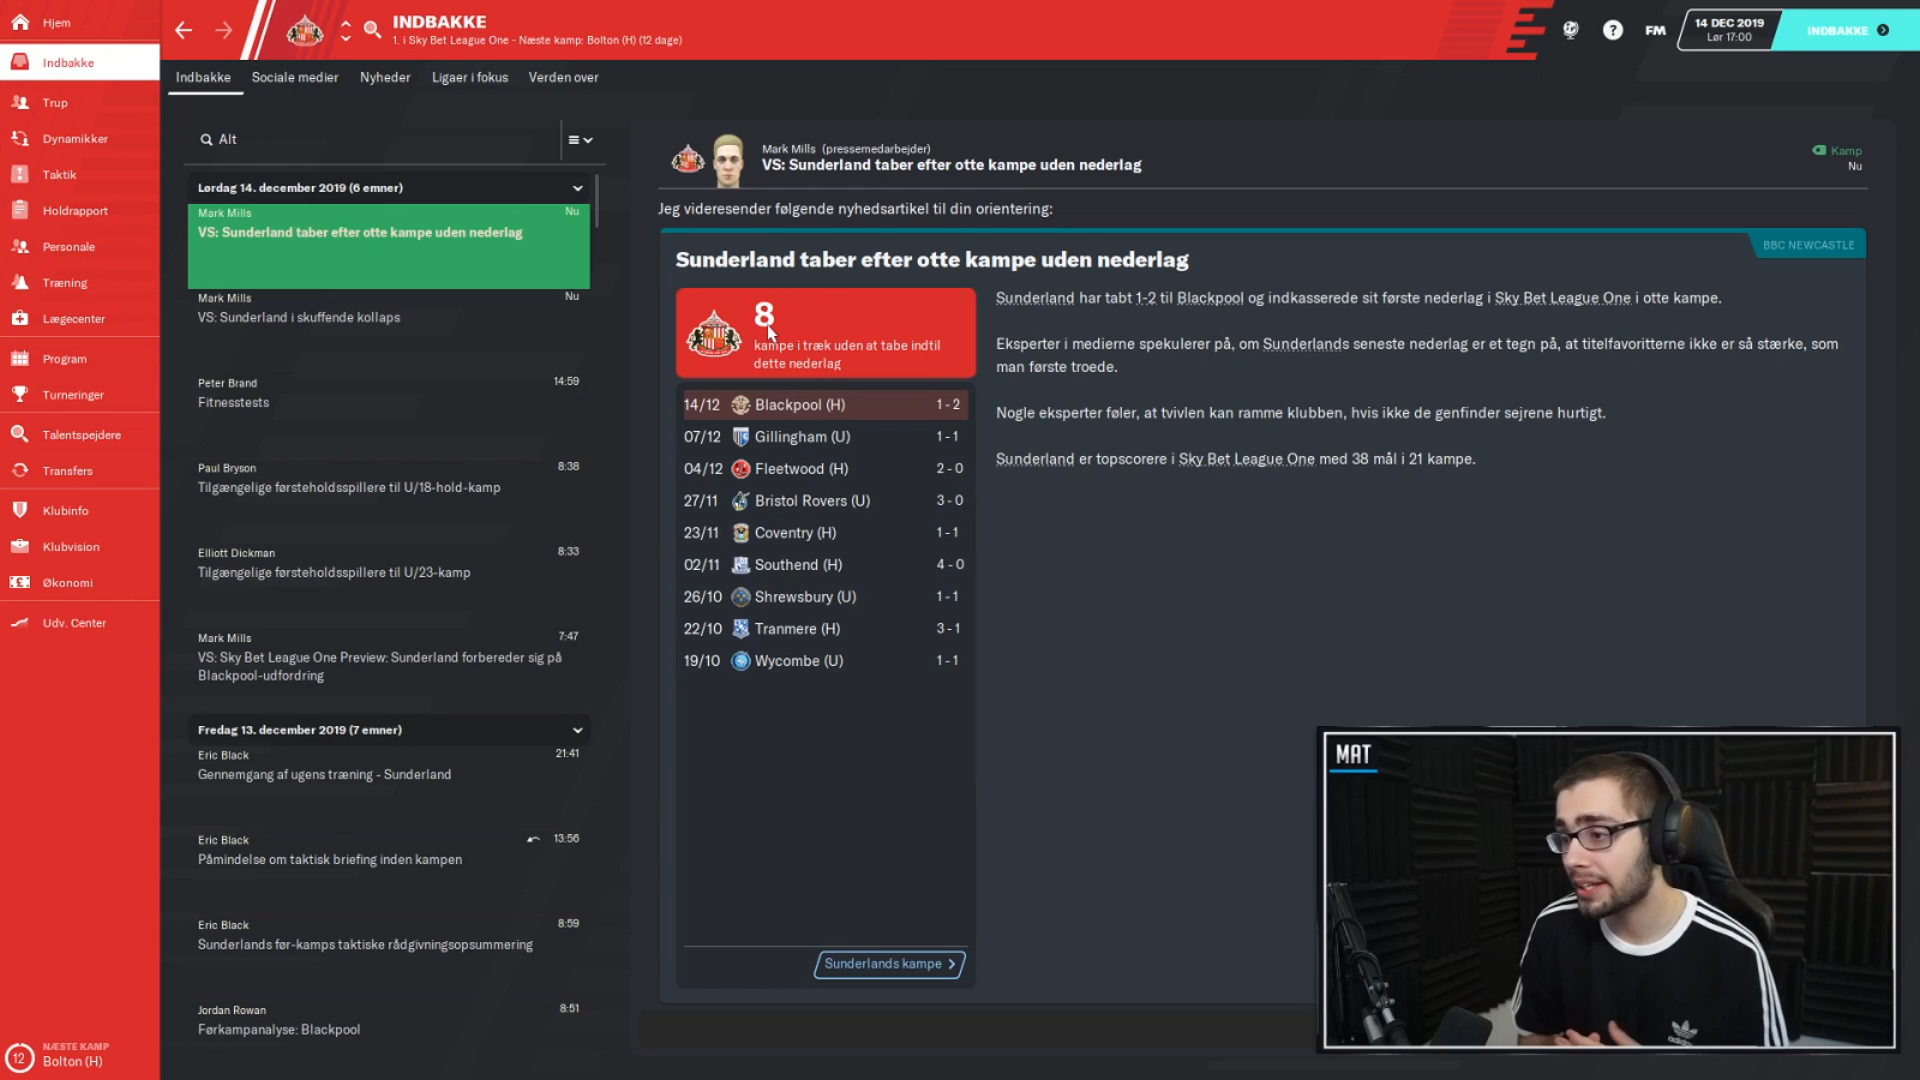 Hjem
Indbakke
Trup
Dynamikker
Taktik
Holdrapport
Personale
Træning
Lægecenter
Program
Turneringer
Talentspejdere
Transfers
Klubinfo
Klubvision
Økonomi
Udv. Center
12
NÆSTE KAMP
Bolton (H)
INDBAKKE
1. i Sky Bet League One - Næste kamp: Bolton (H) (12 dage)
?
FM
14 DEC 2019
Lør 17:00
INDBAKKE
Indbakke
Sociale medier
Nyheder
Ligaer i fokus
Verden over
Alt
Lørdag 14. december 2019 (6 emner)
Mark Mills Nu
VS: Sunderland taber efter otte kampe uden nederlag
Mark Mills Nu
VS: Sunderland i skuffende kollaps
Peter Brand 14:59
Fitnesstests
Paul Bryson 8:38
Tilgængelige førsteholdsspillere til U/18-hold-kamp
Elliott Dickman 8:33
Tilgængelige førsteholdsspillere til U/23-kamp
Mark Mills 7:47
VS: Sky Bet League One Preview: Sunderland forbereder sig på
Blackpool-udfordring
Fredag 13. december 2019 (7 emner)
Eric Black 21:41
Gennemgang af ugens træning - Sunderland
Eric Black 13:56
Påmindelse om taktisk briefing inden kampen
Eric Black 8:59
Sunderlands før-kamps taktiske rådgivningsopsummering
Jordan Rowan 8:51
Førkampanalyse: Blackpool
Mark Mills (pressemedarbejder)
VS: Sunderland taber efter otte kampe uden nederlag
Kamp
Nu
Jeg videresender følgende nyhedsartikel til din orientering:
BBC NEWCASTLE
Sunderland taber efter otte kampe uden nederlag
8
kampe i træk uden at tabe indtil
dette nederlag
14/12 Blackpool (H) 1 - 2
07/12 Gillingham (U) 1 - 1
04/12 Fleetwood (H) 2 - 0
27/11 Bristol Rovers (U) 3 - 0
23/11 Coventry (H) 1 - 1
02/11 Southend (H) 4 - 0
26/10 Shrewsbury (U) 1 - 1
22/10 Tranmere (H) 3 - 1
19/10 Wycombe (U) 1 - 1
Sunderlands kampe
Sunderland har tabt 1-2 til Blackpool og indkasserede sit første nederlag i Sky Bet League One i otte kampe.
Eksperter i medierne spekulerer på, om Sunderlands seneste nederlag er et tegn på, at titelfavoritterne ikke er så stærke, som
man første troede.
Nogle eksperter føler, at tvivlen kan ramme klubben, hvis ikke de genfinder sejrene hurtigt.
Sunderland er topscorere i Sky Bet League One med 38 mål i 21 kampe.
MAT
adidas